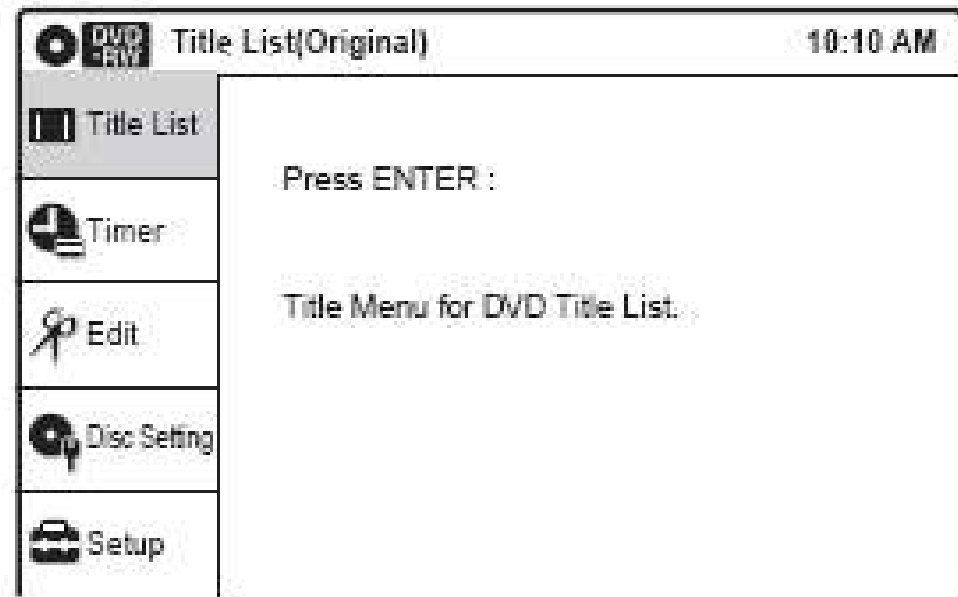 DVD -RW Title List(Original) 10:10 AM
Title List
Press ENTER :
Timer
Title Menu for DVD Title List.
Edit
Disc Setting
Setup